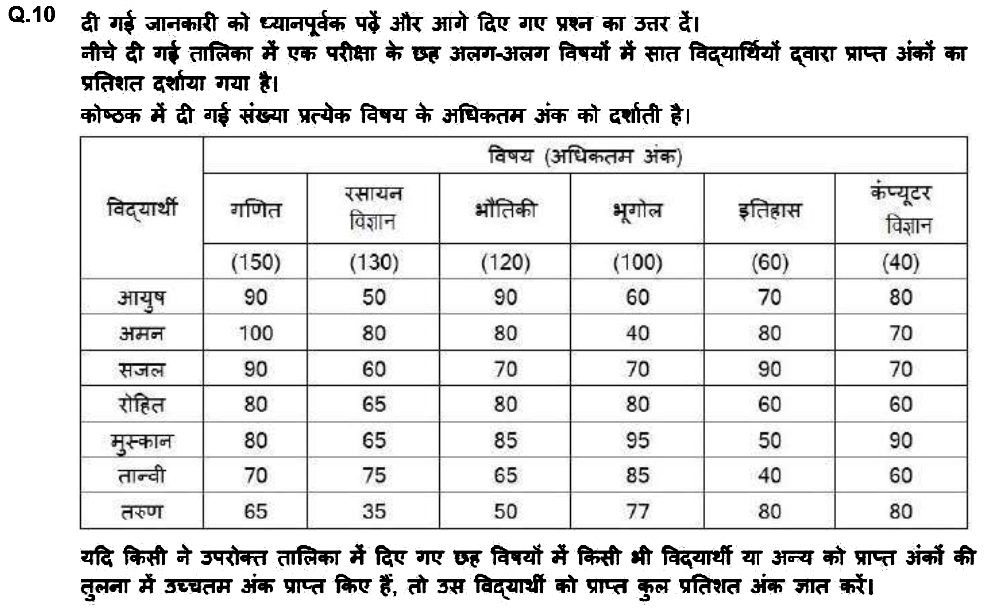 Q.10 दी गई जानकारी को ध्यानपूर्वक पढ़ें और आगे दिए गए प्रश्न का उत्तर दें।
नीचे दी गई तालिका में एक परीक्षा के छह अलग-अलग विषयों में सात विद्यार्थियों द्वारा प्राप्त अंकों का
प्रतिशत दर्शाया गया है।
कोष्ठक में दी गई संख्या प्रत्येक विषय के अधिकतम अंक को दर्शाती है।
विषय (अधिकतम अंक)
विद्यार्थी गणित रसायन विज्ञान भौतिकी भूगोल इतिहास कंप्यूटर विज्ञान
(150) (130) (120) (100) (60) (40)
आयुष 90 50 90 60 70 80
अमन 100 80 80 40 80 70
सजल 90 60 70 70 90 70
रोहित 80 65 80 80 60 60
मुस्कान 80 65 85 95 50 90
तान्वी 70 75 65 85 40 60
तरुण 65 35 50 77 80 80
यदि किसी ने उपरोक्त तालिका में दिए गए छह विषयों में किसी भी विद्यार्थी या अन्य को प्राप्त अंकों की
तुलना में उच्चतम अंक प्राप्त किए हैं, तो उस विद्यार्थी को प्राप्त कुल प्रतिशत अंक ज्ञात करें।